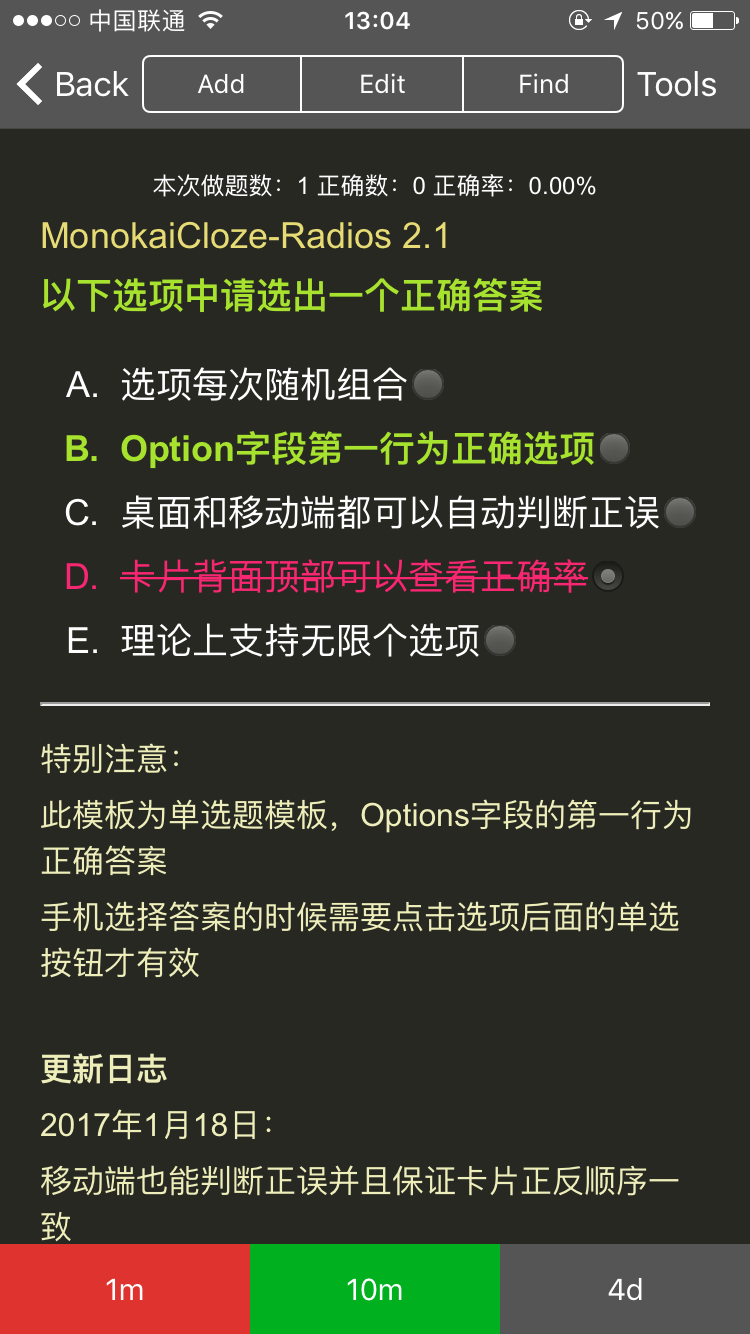 中国联通 13:04 50%
Back Add Edit Find Tools
本次做题数：1 正确数：0 正确率：0.00%
MonokaiCloze-Radios 2.1
以下选项中请选出一个正确答案
A. 选项每次随机组合
B. Option字段第一行为正确选项
C. 桌面和移动端都可以自动判断正误
D. 卡片背面顶部可以查看正确率
E. 理论上支持无限个选项
特别注意：
此模板为单选题模板，Options字段的第一行为
正确答案
手机选择答案的时候需要点击选项后面的单选
按钮才有效
更新日志
2017年1月18日：
移动端也能判断正误并且保证卡片正反顺序一
致
1m 10m 4d